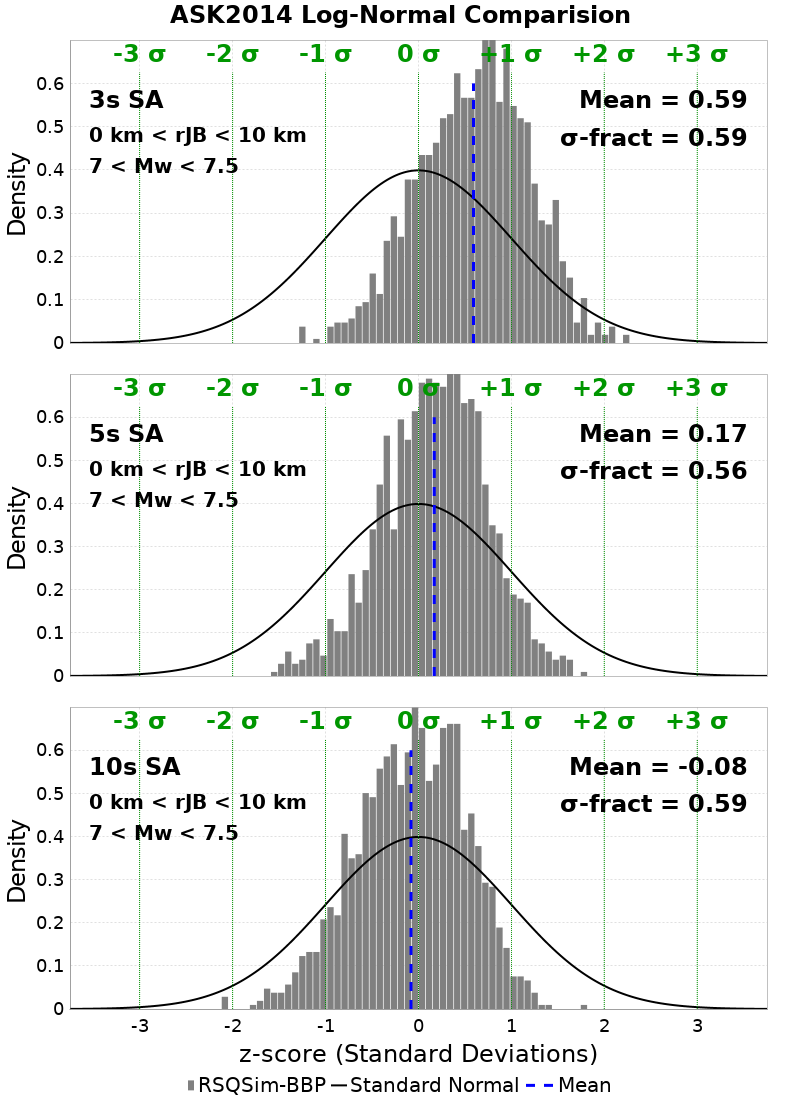 ASK2014 Log-Normal Comparision
-3 σ -2 σ -1 σ 0 σ +1 σ +2 σ +3 σ
3s SA
0 km < rJB < 10 km
7 < Mw < 7.5
Mean = 0.59
σ-fract = 0.59
Density
0.6
0.5
0.4
0.3
0.2
0.1
0
-3 σ -2 σ -1 σ 0 σ +1 σ +2 σ +3 σ
5s SA
0 km < rJB < 10 km
7 < Mw < 7.5
Mean = 0.17
σ-fract = 0.56
Density
0.6
0.5
0.4
0.3
0.2
0.1
0
-3 σ -2 σ -1 σ 0 σ +1 σ +2 σ +3 σ
10s SA
0 km < rJB < 10 km
7 < Mw < 7.5
Mean = -0.08
σ-fract = 0.59
Density
0.6
0.5
0.4
0.3
0.2
0.1
0
-3 -2 -1 0 1 2 3
z-score (Standard Deviations)
RSQSim-BBP Standard Normal Mean